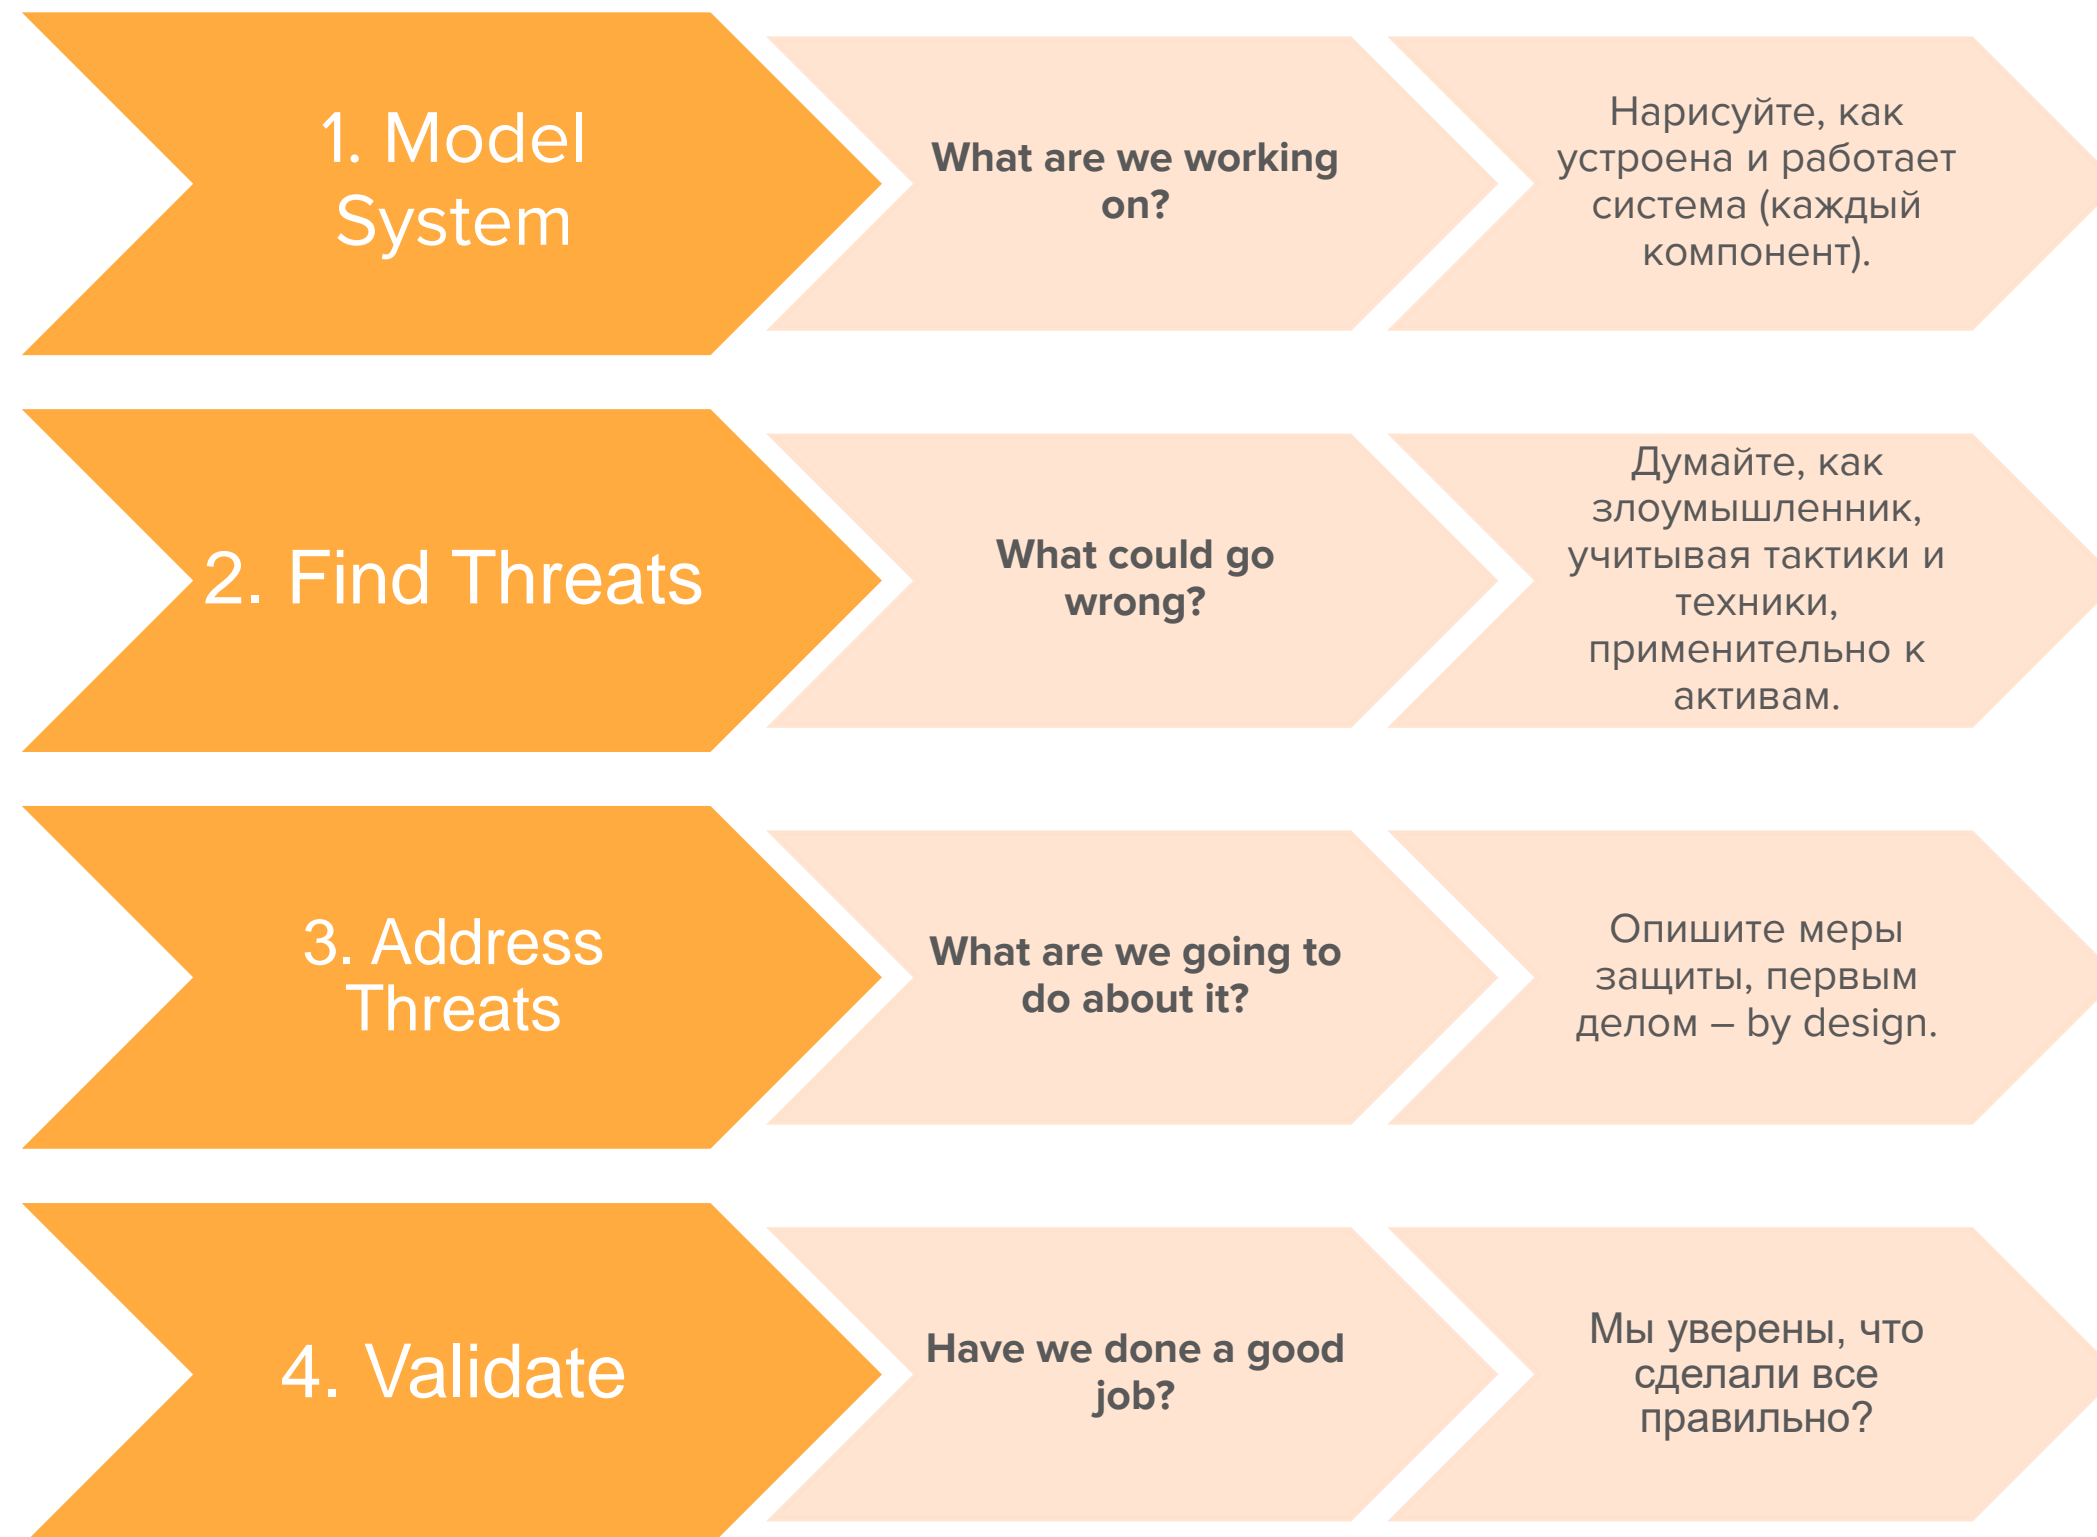 1. Model
System
What are we working
on?
Нарисуйте, как
устроена и работает
система (каждый
компонент).
2. Find Threats
What could go
wrong?
Думайте, как
злоумышленник,
учитывая тактики и
техники,
применительно к
активам.
3. Address
Threats
What are we going to
do about it?
Опишите меры
защиты, первым
делом – by design.
4. Validate
Have we done a good
job?
Мы уверены, что
сделали все
правильно?